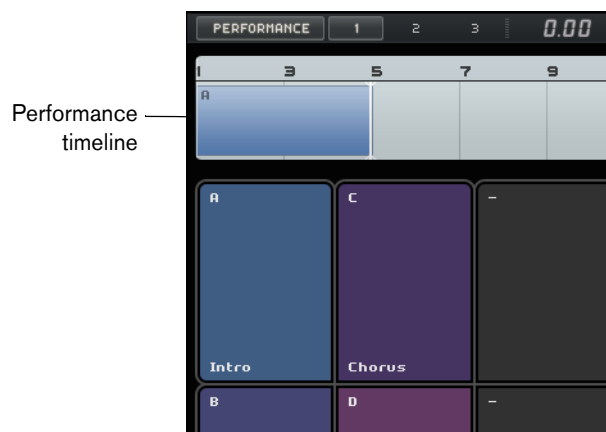 PERFORMANCE 1 2 3 0.00
1 3 5 7 9
A
Performance
timeline
A C -
Intro Chorus
B D -